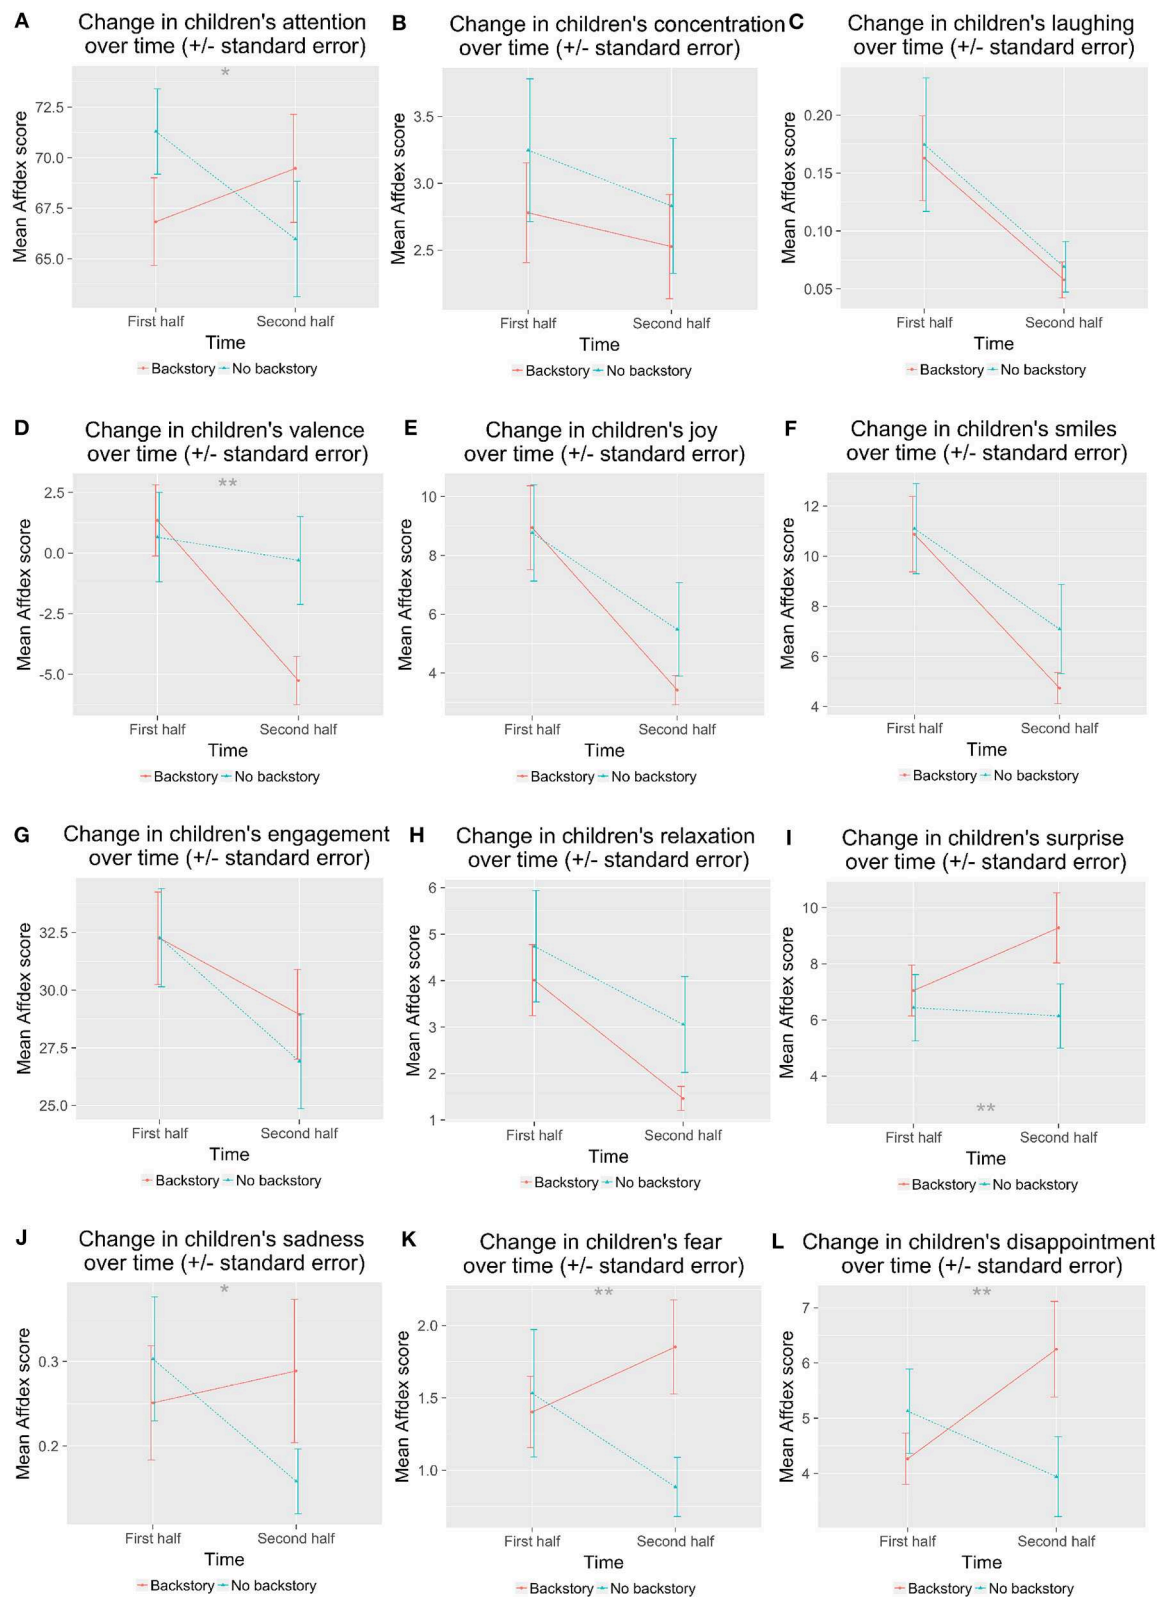 A Change in children's attention
over time (+/- standard error)
*
Mean Affdex score
72.5
70.0
67.5
65.0
First half Second half
Time
Backstory No backstory
B Change in children's concentration
over time (+/- standard error)
Mean Affdex score
3.5
3.0
2.5
First half Second half
Time
Backstory No backstory
C Change in children's laughing
over time (+/- standard error)
Mean Affdex score
0.20
0.15
0.10
0.05
First half Second half
Time
Backstory No backstory
D Change in children's valence
over time (+/- standard error)
**
Mean Affdex score
2.5
0.0
-2.5
-5.0
First half Second half
Time
Backstory No backstory
E Change in children's joy
over time (+/- standard error)
Mean Affdex score
10
8
6
4
First half Second half
Time
Backstory No backstory
F Change in children's smiles
over time (+/- standard error)
Mean Affdex score
12
10
8
6
4
First half Second half
Time
Backstory No backstory
G Change in children's engagement
over time (+/- standard error)
Mean Affdex score
32.5
30.0
27.5
25.0
First half Second half
Time
Backstory No backstory
H Change in children's relaxation
over time (+/- standard error)
Mean Affdex score
6
5
4
3
2
1
First half Second half
Time
Backstory No backstory
I Change in children's surprise
over time (+/- standard error)
Mean Affdex score
10
8
6
4
**
First half Second half
Time
Backstory No backstory
J Change in children's sadness
over time (+/- standard error)
*
Mean Affdex score
0.3
0.2
First half Second half
Time
Backstory No backstory
K Change in children's fear
over time (+/- standard error)
**
Mean Affdex score
2.0
1.5
1.0
First half Second half
Time
Backstory No backstory
L Change in children's disappointment
over time (+/- standard error)
**
Mean Affdex score
7
6
5
4
First half Second half
Time
Backstory No backstory